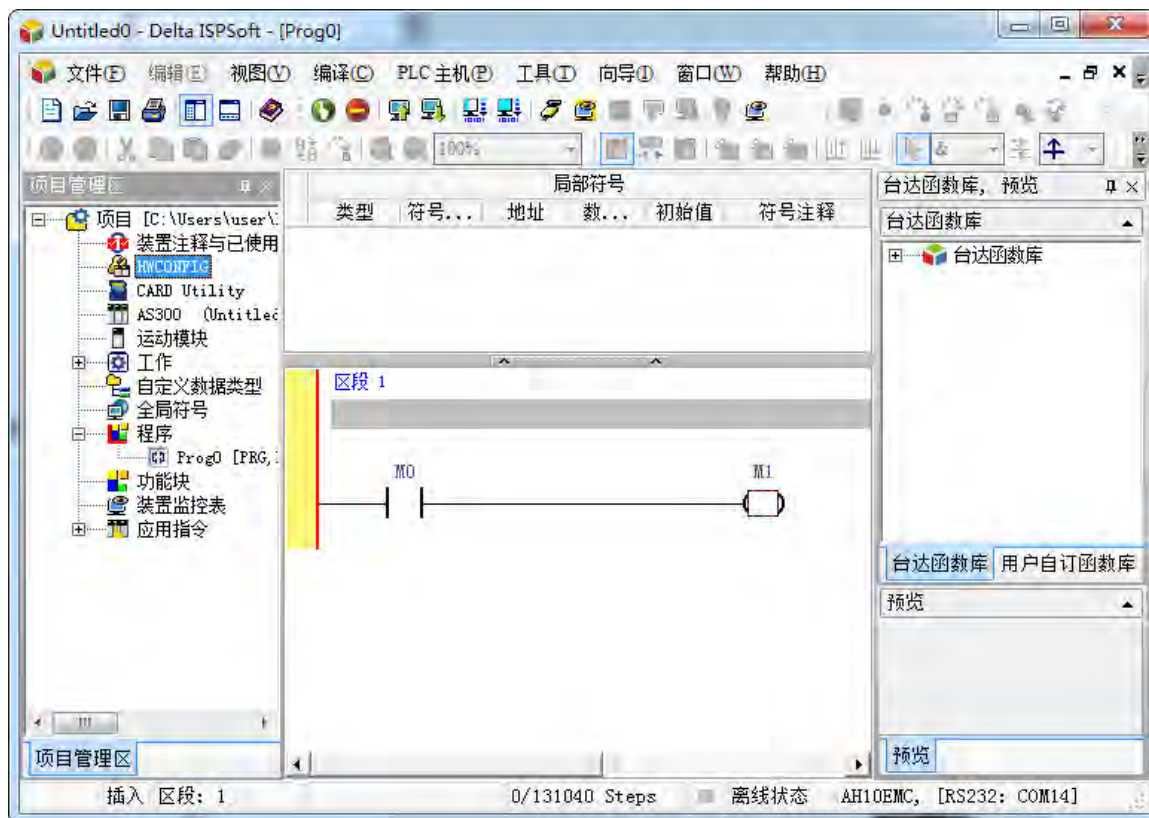 Untitled0 - Delta ISPSoft - [Prog0]
文件(F) 编辑(E) 视图(V) 编译(C) PLC 主机(P) 工具(T) 向导(I) 窗口(W) 帮助(H)
100% &
项目管理区
项目 [C:\Users\user\
装置注释与已使用
HWCONFIG
CARD Utility
AS300 (Untitled
运动模块
工作
自定义数据类型
全局符号
程序
Prog0 [PRG,
功能块
装置监控表
应用指令
项目管理区
局部符号
类型 符号... 地址 数... 初始值 符号注释
区段 1
M0 M1
台达函数库, 预览
台达函数库
台达函数库
台达函数库 用户自订函数库
预览
预览
插入 区段: 1 0/131040 Steps 离线状态 AH10EMC, [RS232: COM14]